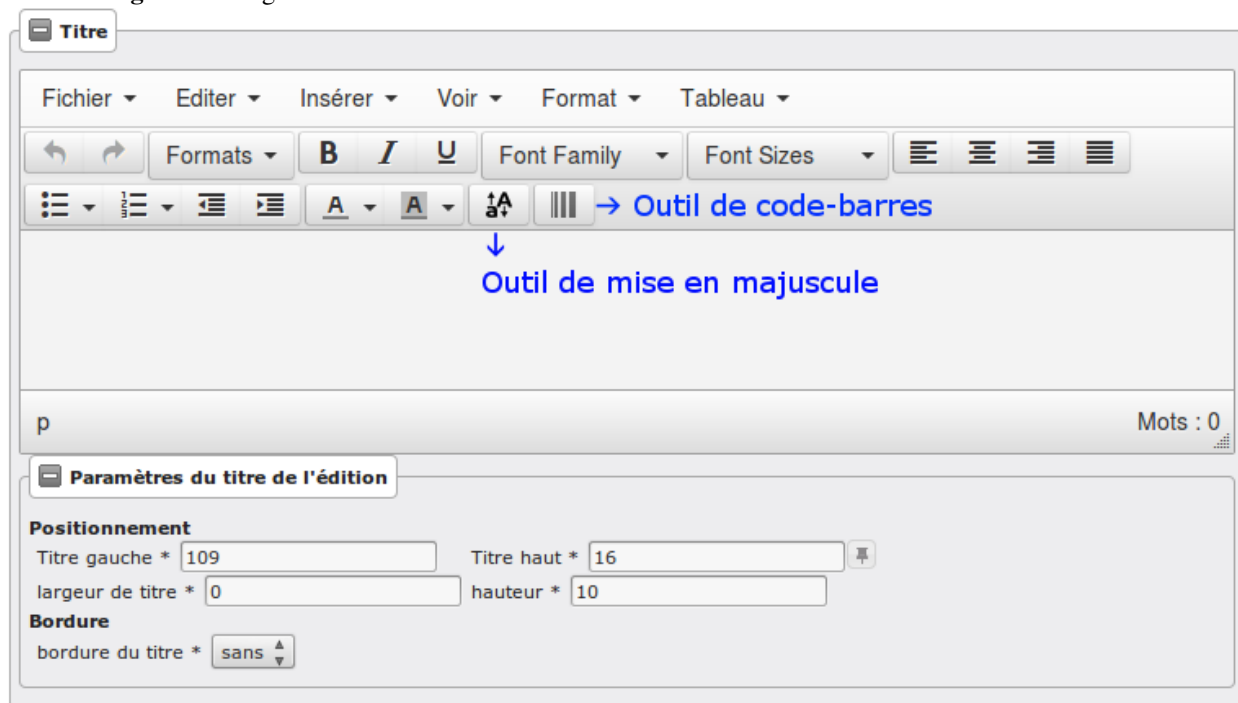 Titre
Fichier Editer Insérer Voir Format Tableau
Formats B I U Font Family Font Sizes
A A → Outil de code-barres
↓
Outil de mise en majuscule
p Mots : 0
Paramètres du titre de l'édition
Positionnement
Titre gauche * 109 Titre haut * 16
largeur de titre * 0 hauteur * 10
Bordure
bordure du titre * sans